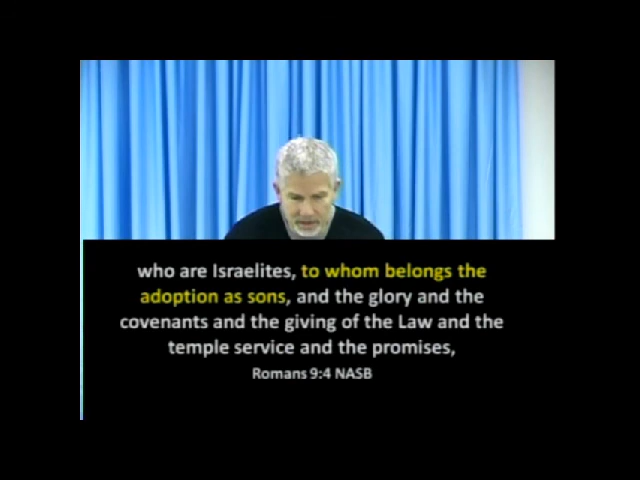 who are Israelites, to whom belongs the
adoption as sons, and the glory and the
covenants and the giving of the Law and the
temple service and the promises,
Romans 9:4 NASB